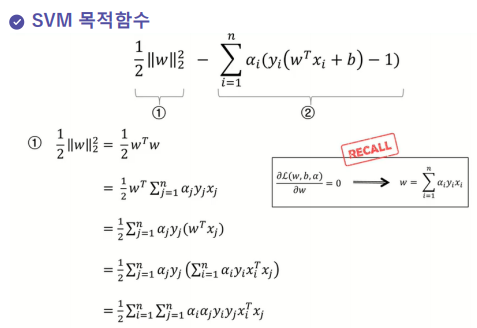 SVM 목적함수
$\frac{1}{2}\|w\|_2^2 - \sum_{i=1}^{n} \alpha_i(y_i(w^T x_i + b) - 1)$
① ②
① $\frac{1}{2}\|w\|_2^2 = \frac{1}{2}w^T w$
$= \frac{1}{2}w^T \sum_{j=1}^{n} \alpha_j y_j x_j$
$= \frac{1}{2}\sum_{j=1}^{n} \alpha_j y_j (w^T x_j)$
$= \frac{1}{2}\sum_{j=1}^{n} \alpha_j y_j \left(\sum_{i=1}^{n} \alpha_i y_i x_i^T x_j\right)$
$= \frac{1}{2}\sum_{i=1}^{n}\sum_{j=1}^{n} \alpha_i \alpha_j y_i y_j x_i^T x_j$
RECALL
$\frac{\partial \mathcal{L}(w, b, \alpha)}{\partial w} = 0 \longrightarrow w = \sum_{i=1}^{n} \alpha_i y_i x_i$